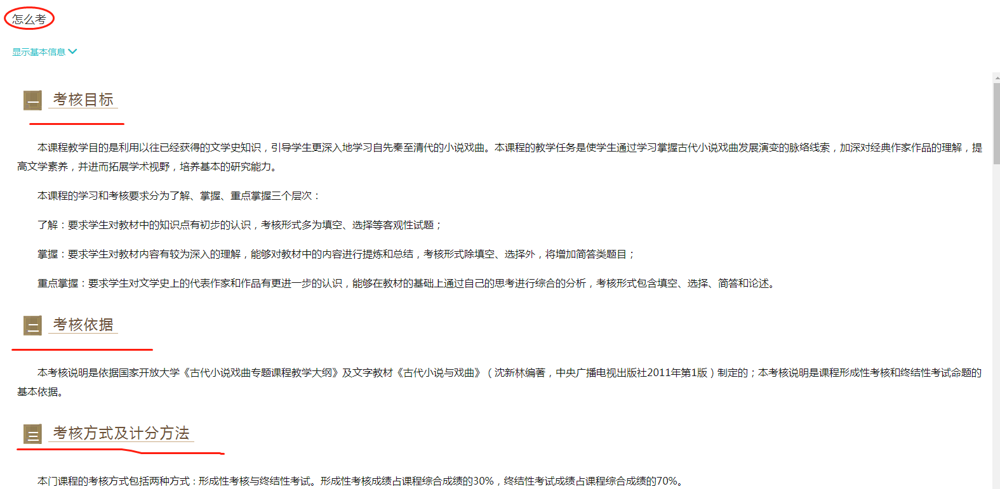 怎么考
显示基本信息
一 考核目标
本课程教学目的是利用以往已经获得的文学史知识，引导学生更深入地学习自先秦至清代的小说戏曲。本课程的教学任务是使学生通过学习掌握古代小说戏曲发展演变的脉络线索，加深对经典作家作品的理解，提
高文学素养，并进而拓展学术视野，培养基本的研究能力。
本课程的学习和考核要求分为了解、掌握、重点掌握三个层次：
了解：要求学生对教材中的知识点有初步的认识，考核形式多为填空、选择等客观性试题；
掌握：要求学生对教材内容有较为深入的理解，能够对教材中的内容进行提炼和总结，考核形式除填空、选择外，将增加简答类题目；
重点掌握：要求学生对文学史上的代表作家和作品有更进一步的认识，能够在教材的基础上通过自己的思考进行综合的分析，考核形式包含填空、选择、简答和论述。
二 考核依据
本考核说明是依据国家开放大学《古代小说戏曲专题课程教学大纲》及文字教材《古代小说与戏曲》（沈新林编著，中央广播电视出版社2011年第1版）制定的；本考核说明是课程形成性考核和终结性考试命题的
基本依据。
三 考核方式及计分方法
本门课程的考核方式包括两种方式：形成性考核与终结性考试。形成性考核成绩占课程综合成绩的30%，终结性考试成绩占课程综合成绩的70%。